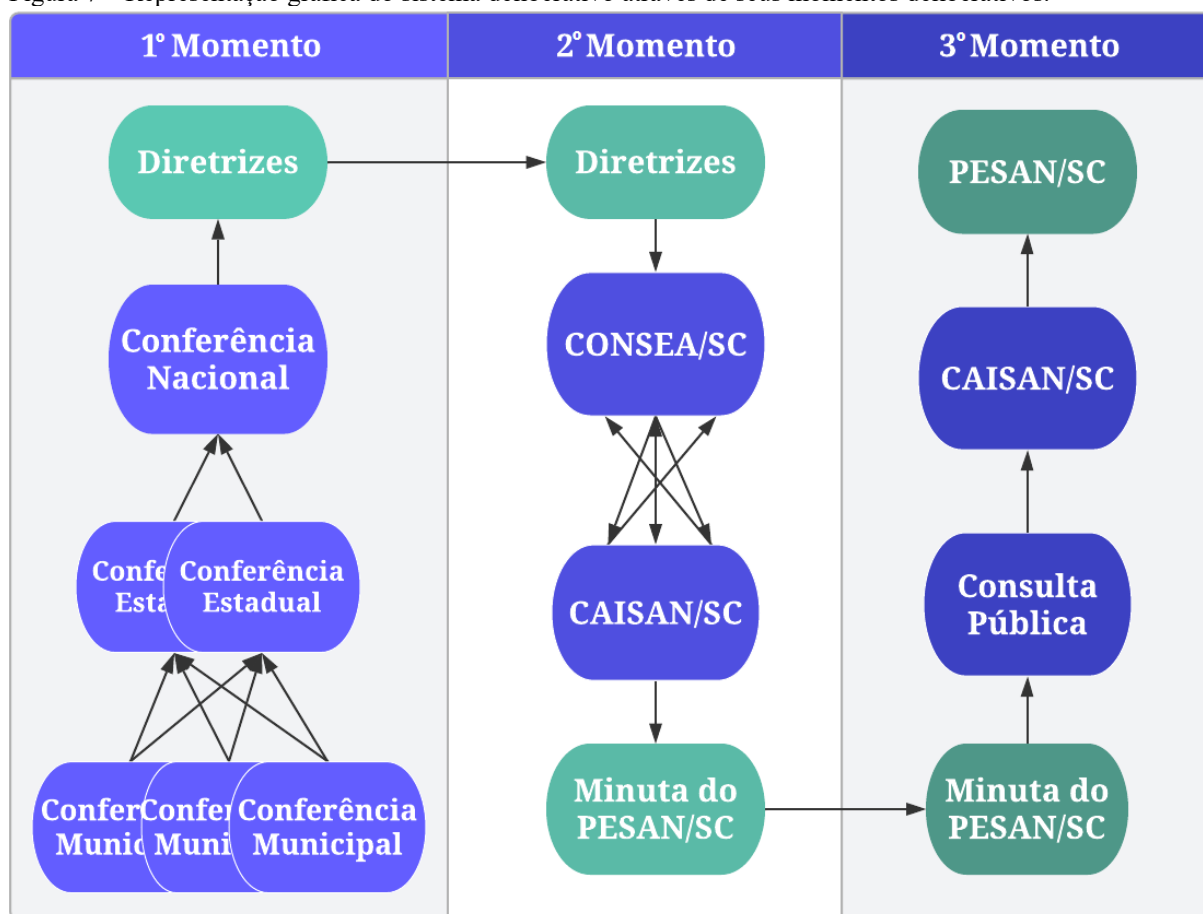 1º Momento
2º Momento
3º Momento
Diretrizes
Conferência
Nacional
Conferência
Estadual
Conferência
Municipal
Diretrizes
CONSEA/SC
CAISAN/SC
Minuta do
PESAN/SC
PESAN/SC
CAISAN/SC
Consulta
Pública
Minuta do
PESAN/SC